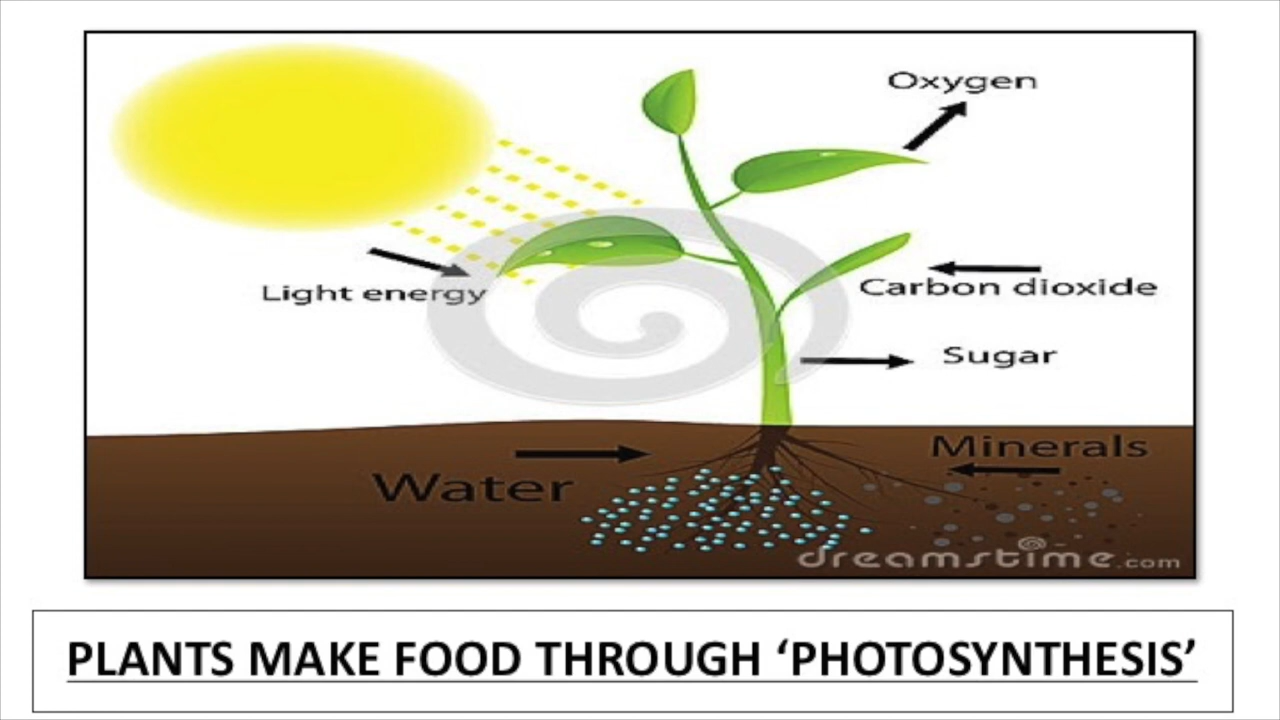 Oxygen
Light energy
Carbon dioxide
Sugar
Minerals
Water
dreamstime.com
PLANTS MAKE FOOD THROUGH ‘PHOTOSYNTHESIS’